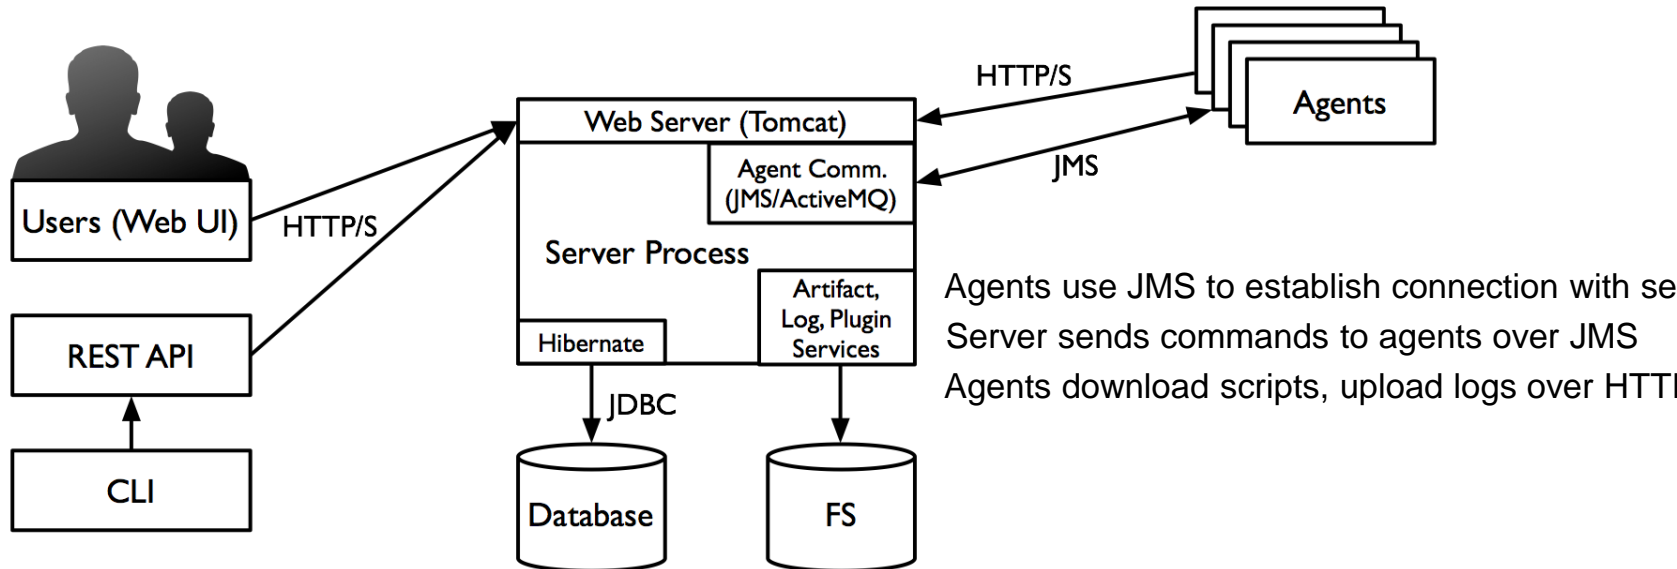 HTTP/S
Agents
Web Server (Tomcat)
Agent Comm.
(JMS/ActiveMQ)
JMS
Users (Web UI)
HTTP/S
Server Process
Artifact,
Log, Plugin
Services
Hibernate
REST API
JDBC
CLI
Database
FS
Agents use JMS to establish connection with se
Server sends commands to agents over JMS
Agents download scripts, upload logs over HTT